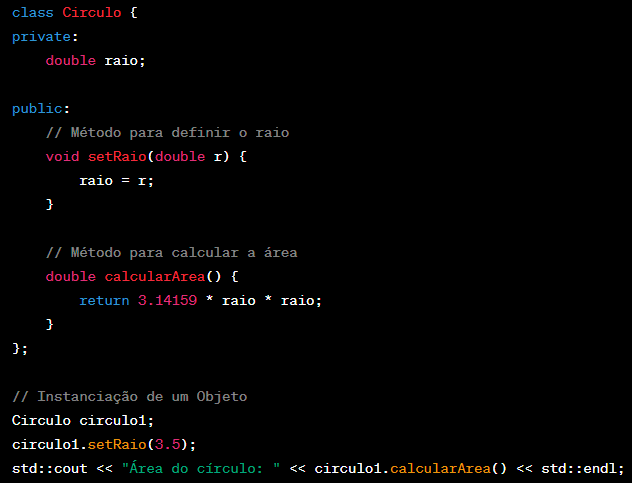 class Circulo {
private:
    double raio;

public:
    // Método para definir o raio
    void setRaio(double r) {
        raio = r;
    }

    // Método para calcular a área
    double calcularArea() {
        return 3.14159 * raio * raio;
    }
};

// Instanciação de um Objeto
Circulo circulo1;
circulo1.setRaio(3.5);
std::cout << "Área do círculo: " << circulo1.calcularArea() << std::endl;